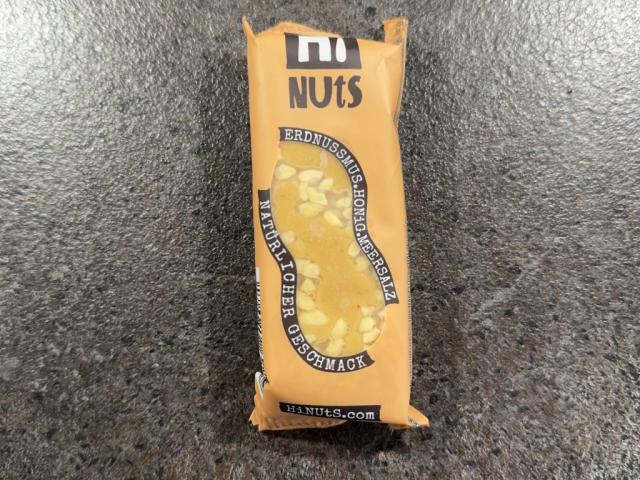 Hi
NUtS
ERDNUSSMUS.HONiG.MEERSALZ
NATÜRLICHER GESCHMACK
HiNUtS.com